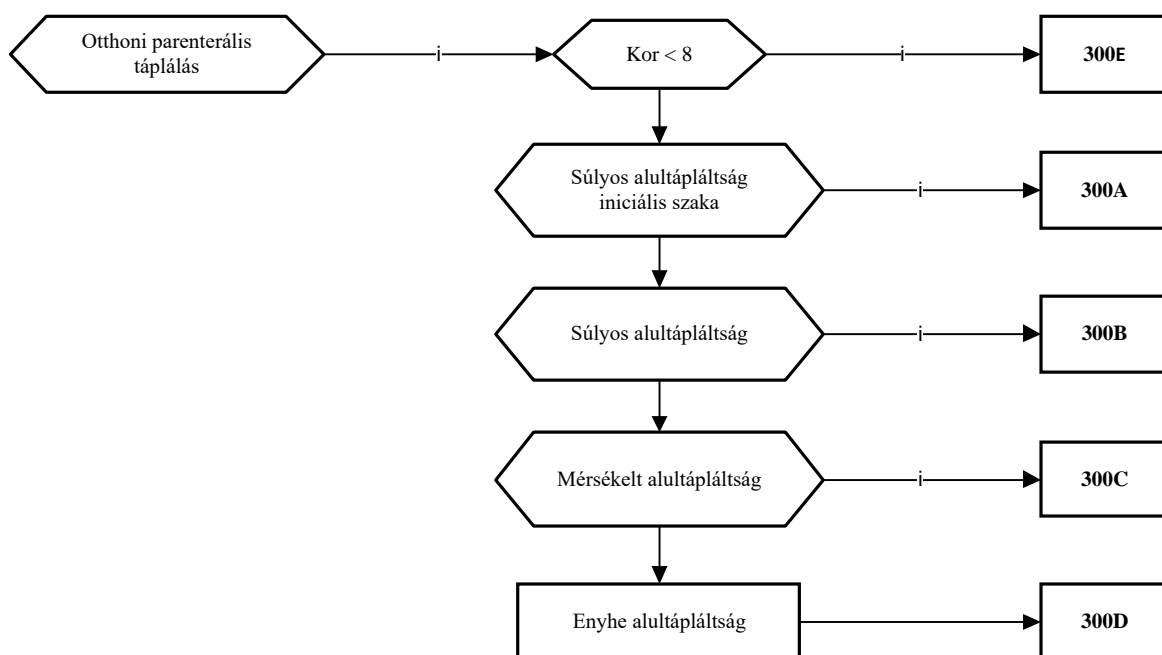 Otthoni parenterális
táplálás
i
Kor < 8
i
300E
Súlyos alultápláltság
iniciális szaka
i
300A
Súlyos alultápláltság
i
300B
Mérsékelt alultápláltság
i
300C
Enyhe alultápláltság
300D